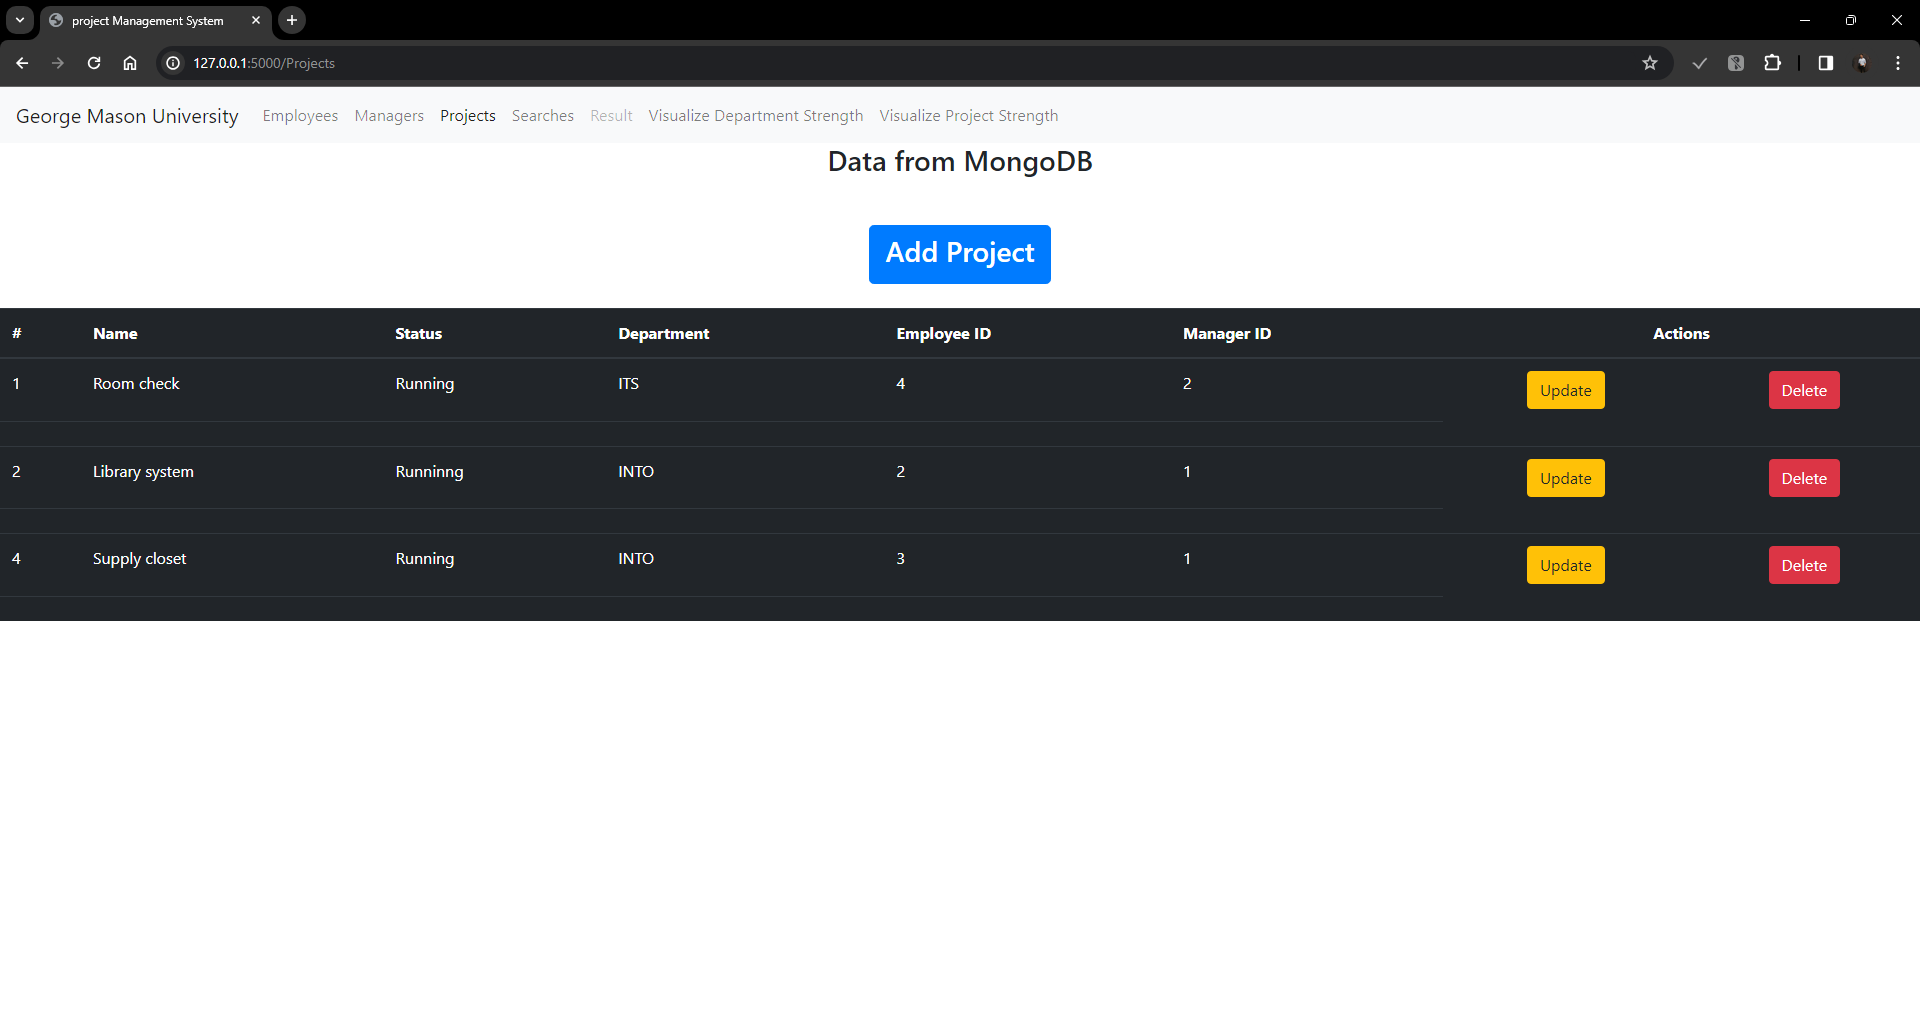 project Management System
127.0.0.1:5000/Projects
George Mason University Employees Managers Projects Searches Result Visualize Department Strength Visualize Project Strength
Data from MongoDB
Add Project
# Name Status Department Employee ID Manager ID Actions
1 Room check Running ITS 4 2 Update Delete
2 Library system Runninng INTO 2 1 Update Delete
4 Supply closet Running INTO 3 1 Update Delete